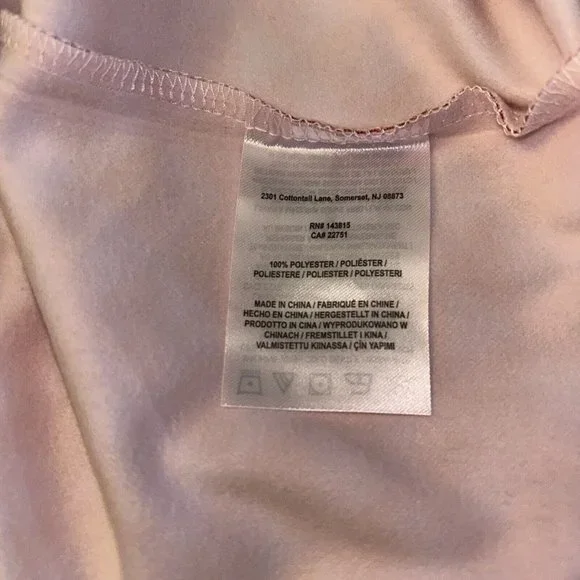 2301 Cottontail Lane, Somerset, NJ 08873
RN# 143815
CA# 22751
100% POLYESTER / POLIÉSTER /
POLIESTERE / POLIESTER / POLYESTERI
MADE IN CHINA / FABRIQUÉ EN CHINE /
HECHO EN CHINA / HERGESTELLT IN CHINA /
PRODOTTO IN CINA / WYPRODUKOWANO W
CHINACH / FREMSTILLET I KINA /
VALMISTETTU KIINASSA / ÇİN YAPIMI